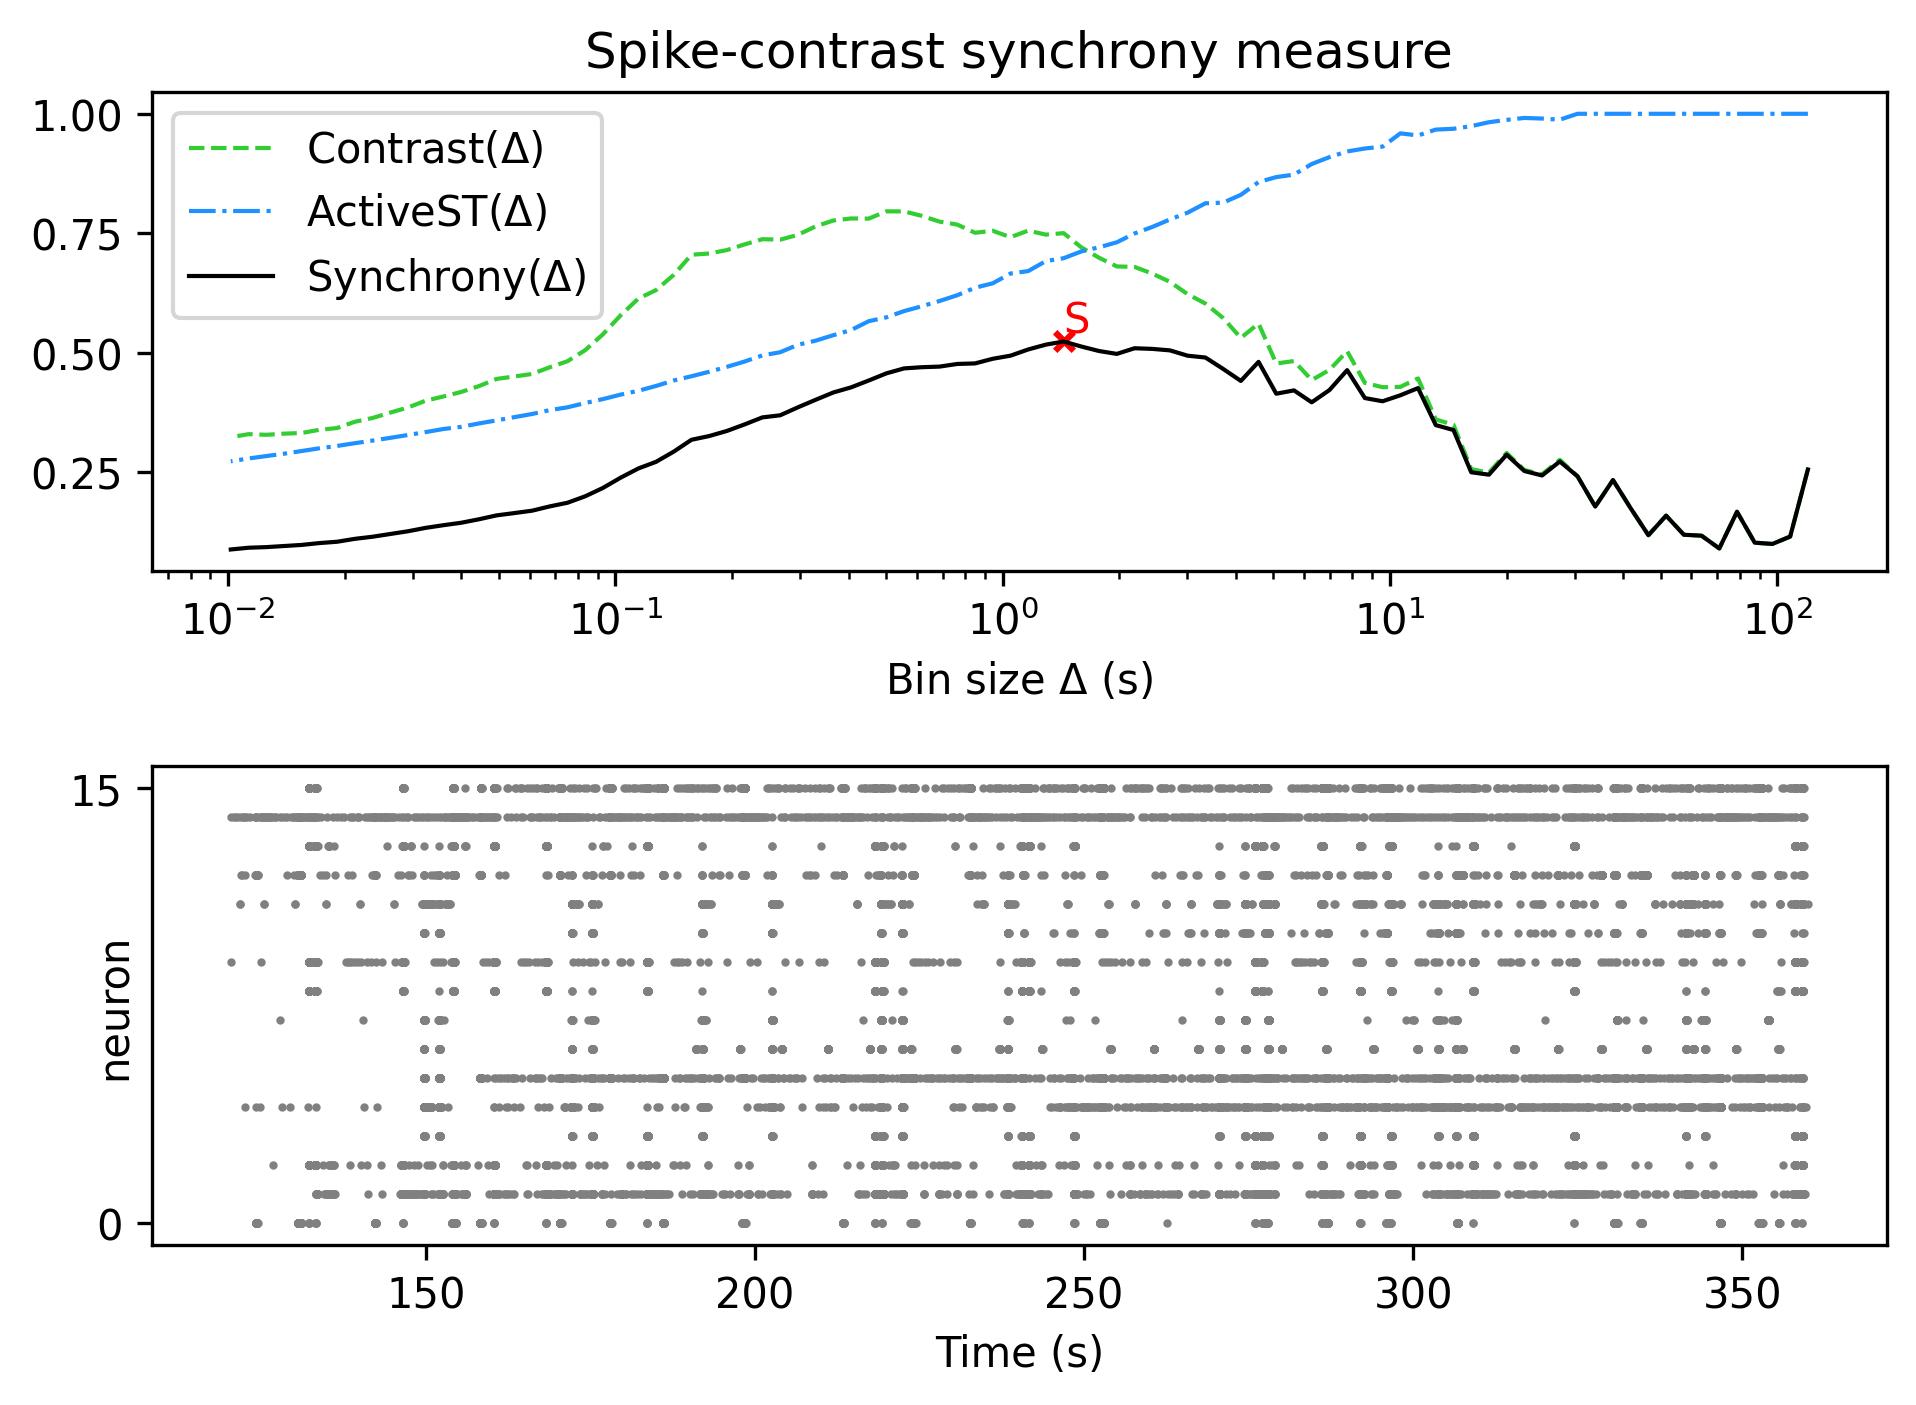 Spike-contrast synchrony measure
1.00
0.75
0.50
0.25
Contrast(Δ)
ActiveST(Δ)
Synchrony(Δ)
S
10⁻² 10⁻¹ 10⁰ 10¹ 10²
Bin size Δ (s)
15
0
neuron
150 200 250 300 350
Time (s)